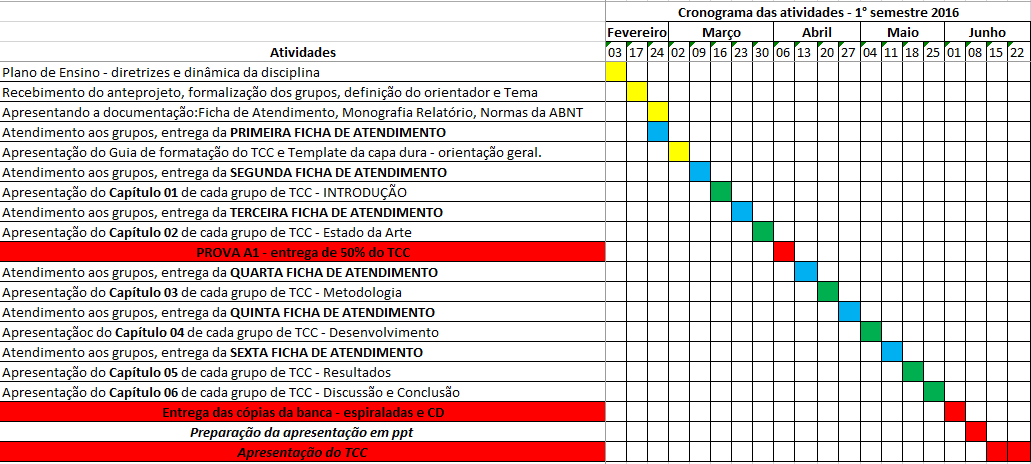 Cronograma das atividades - 1° semestre 2016
Fevereiro Março Abril Maio Junho
Atividades 03 17 24 02 09 16 23 30 06 13 20 27 04 11 18 25 01 08 15 22
Plano de Ensino - diretrizes e dinâmica da disciplina
Recebimento do anteprojeto, formalização dos grupos, definição do orientador e Tema
Apresentando a documentação:Ficha de Atendimento, Monografia Relatório, Normas da ABNT
Atendimento aos grupos, entrega da PRIMEIRA FICHA DE ATENDIMENTO
Apresentação do Guia de formatação do TCC e Template da capa dura - orientação geral.
Atendimento aos grupos, entrega da SEGUNDA FICHA DE ATENDIMENTO
Apresentação do Capítulo 01 de cada grupo de TCC - INTRODUÇÃO
Atendimento aos grupos, entrega da TERCEIRA FICHA DE ATENDIMENTO
Apresentação do Capítulo 02 de cada grupo de TCC - Estado da Arte
PROVA A1 - entrega de 50% do TCC
Atendimento aos grupos, entrega da QUARTA FICHA DE ATENDIMENTO
Apresentação do Capítulo 03 de cada grupo de TCC - Metodologia
Atendimento aos grupos, entrega da QUINTA FICHA DE ATENDIMENTO
Apresentaçãoc do Capítulo 04 de cada grupo de TCC - Desenvolvimento
Atendimento aos grupos, entrega da SEXTA FICHA DE ATENDIMENTO
Apresentação do Capítulo 05 de cada grupo de TCC - Resultados
Apresentação do Capítulo 06 de cada grupo de TCC - Discussão e Conclusão
Entrega das cópias da banca - espiraladas e CD
Preparação da apresentação em ppt
Apresentação do TCC